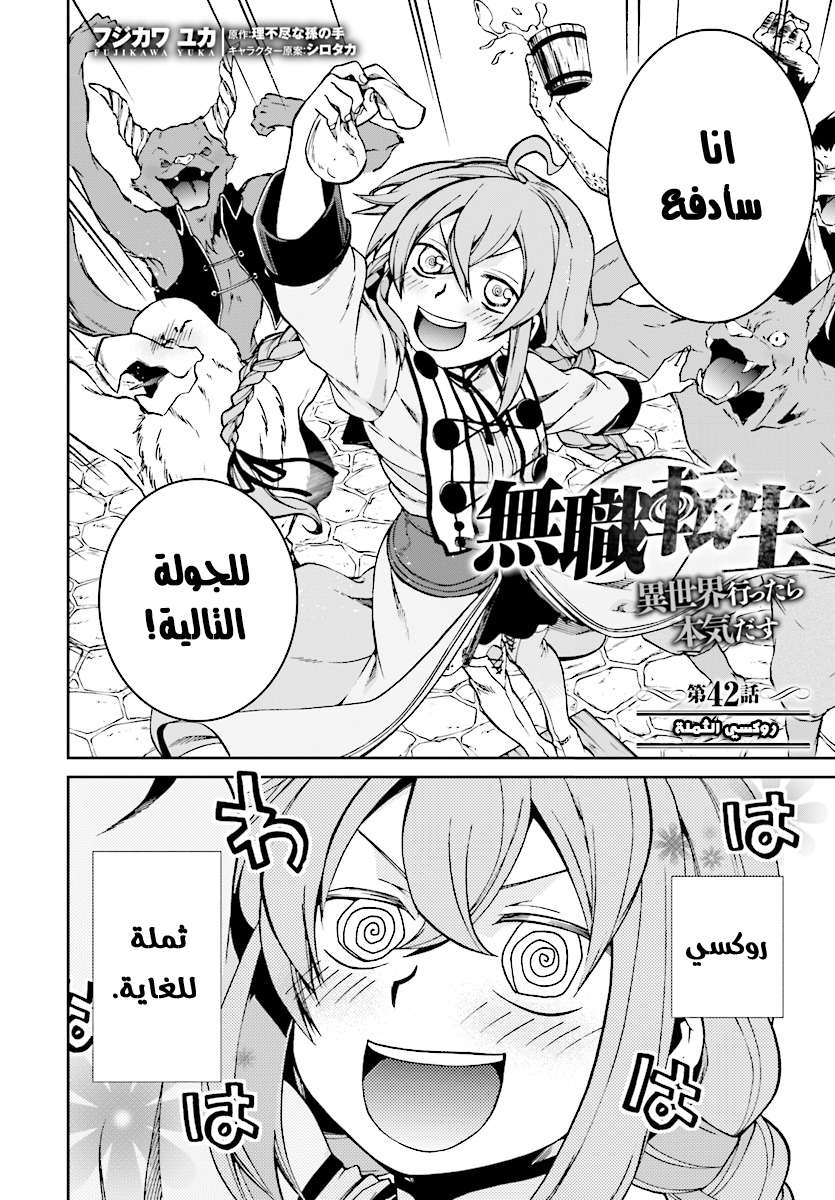 フジカワ ユカ
FUJIKAWA YUKA
原作:理不尽な孫の手
キャラクター原案:シロタカ
انا
سأدفع
للجولة
التالية!
無職転生
異世界行ったら
本気だす
第42話
روكسي الثملة
は
わ
روكسي
ثملة
للغاية.
は
は